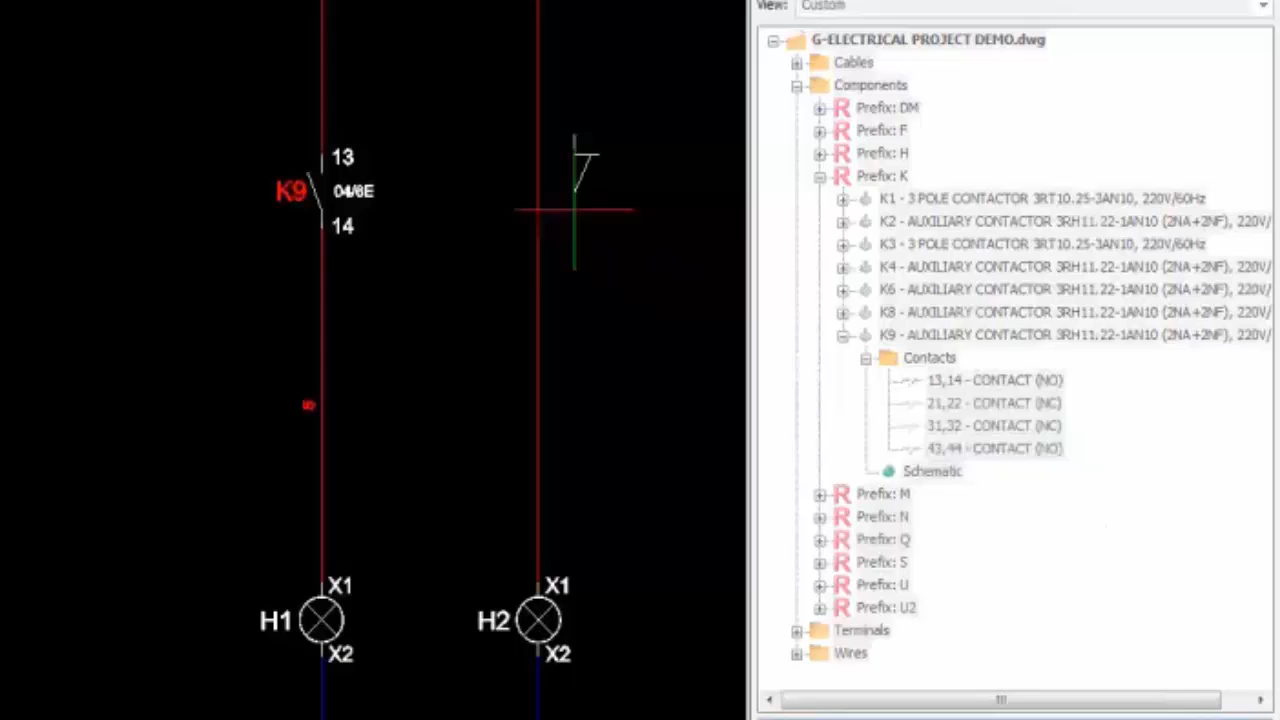 13
K9
04/6E
14
X1
H1
X2
X1
H2
X2
View:
Custom
G-ELECTRICAL PROJECT DEMO.dwg
Cables
Components
R Prefix: DM
R Prefix: F
R Prefix: H
R Prefix: K
K1 - 3 POLE CONTACTOR 3RT10.25-3AN10, 220V/60Hz
K2 - AUXILIARY CONTACTOR 3RH11.22-1AN10 (2NA+2NF), 220V/
K3 - 3 POLE CONTACTOR 3RT10.25-3AN10, 220V/60Hz
K4 - AUXILIARY CONTACTOR 3RH11.22-1AN10 (2NA+2NF), 220V/
K6 - AUXILIARY CONTACTOR 3RH11.22-1AN10 (2NA+2NF), 220V/
K8 - AUXILIARY CONTACTOR 3RH11.22-1AN10 (2NA+2NF), 220V/
K9 - AUXILIARY CONTACTOR 3RH11.22-1AN10 (2NA+2NF), 220V/
Contacts
13,14 - CONTACT (NO)
21,22 - CONTACT (NC)
31,32 - CONTACT (NC)
43,44 - CONTACT (NO)
Schematic
R Prefix: M
R Prefix: N
R Prefix: Q
R Prefix: S
R Prefix: U
R Prefix: U2
Terminals
Wires